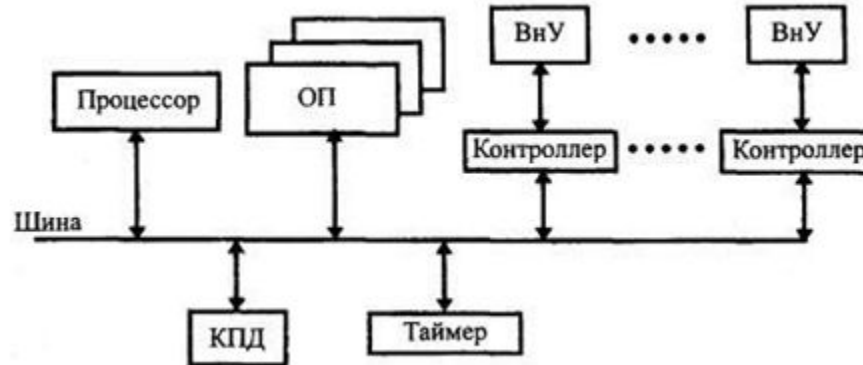 ВнУ ..... ВнУ
Процессор
ОП
Контроллер ..... Контроллер
Шина
КПД
Таймер